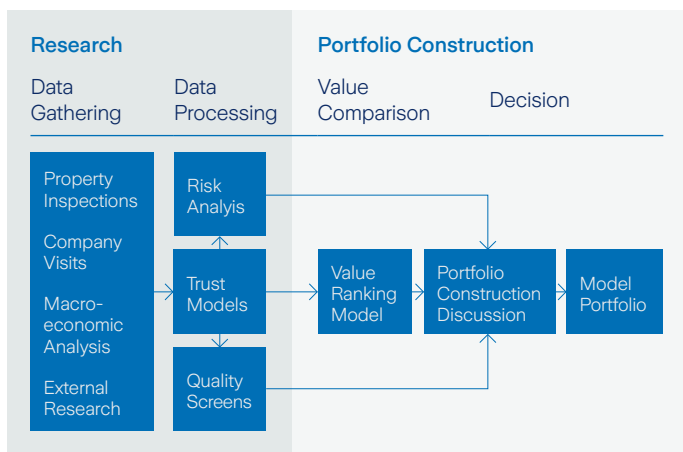 Research
Portfolio Construction
Data
Gathering
Data
Processing
Value
Comparison
Decision
Property
Inspections
Company
Visits
Macro-
economic
Analysis
External
Research
Risk
Analyis
Trust
Models
Quality
Screens
Value
Ranking
Model
Portfolio
Construction
Discussion
Model
Portfolio